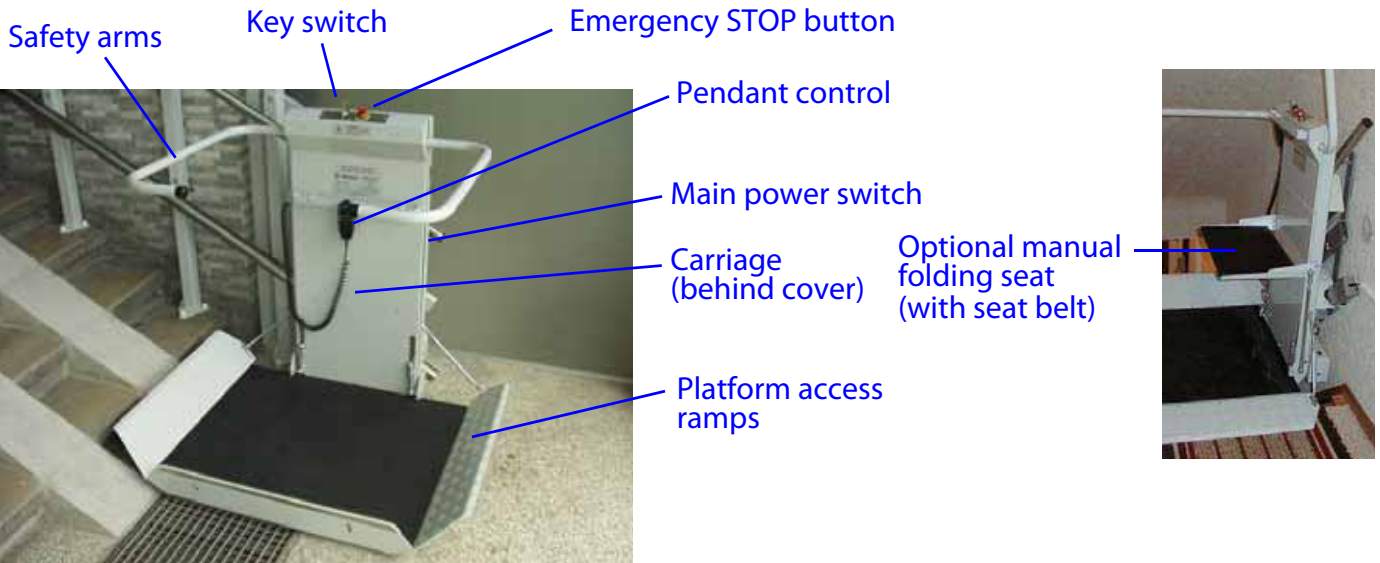 Safety arms
Key switch
Emergency STOP button
Pendant control
Main power switch
Carriage
(behind cover)
Platform access
ramps
Optional manual
folding seat
(with seat belt)